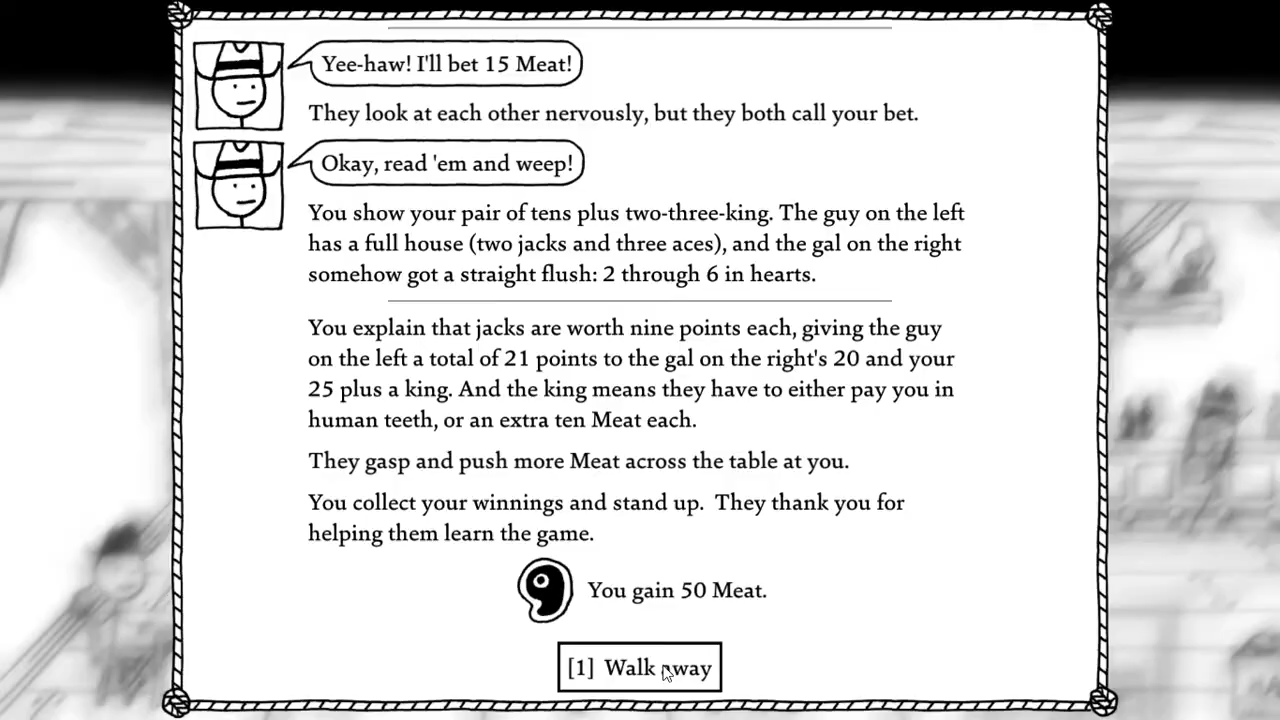 Yee-haw! I'll bet 15 Meat!
They look at each other nervously, but they both call your bet.
Okay, read 'em and weep!
You show your pair of tens plus two-three-king. The guy on the left
has a full house (two jacks and three aces), and the gal on the right
somehow got a straight flush: 2 through 6 in hearts.
You explain that jacks are worth nine points each, giving the guy
on the left a total of 21 points to the gal on the right's 20 and your
25 plus a king. And the king means they have to either pay you in
human teeth, or an extra ten Meat each.
They gasp and push more Meat across the table at you.
You collect your winnings and stand up. They thank you for
helping them learn the game.
You gain 50 Meat.
[1] Walk away